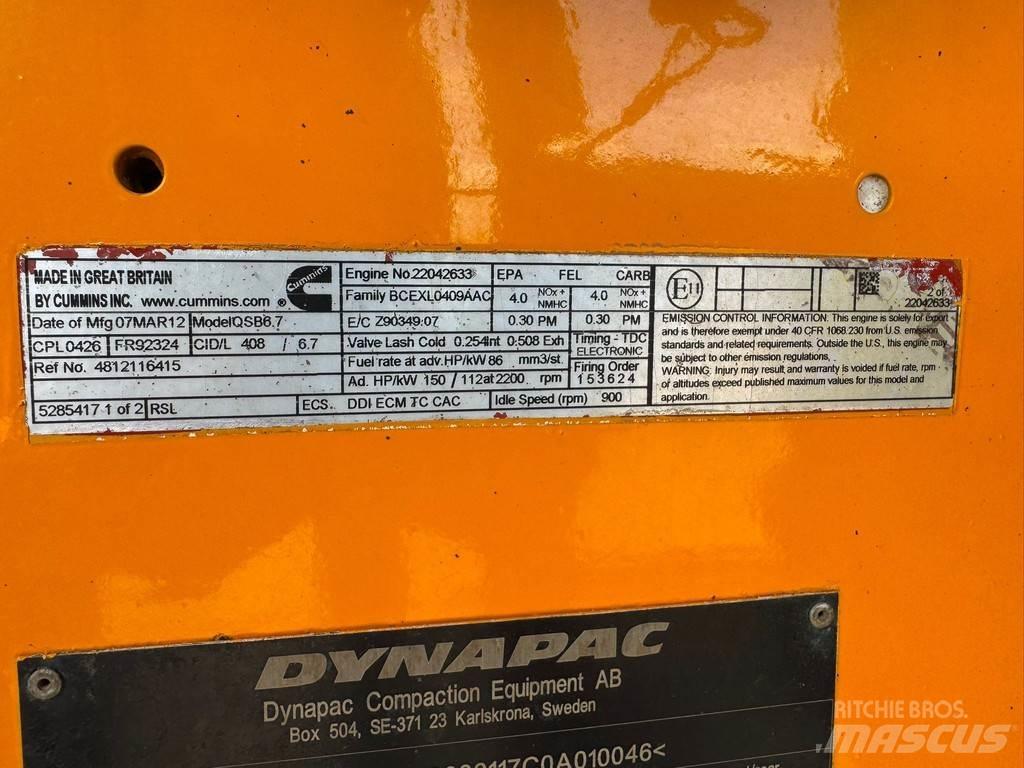 MADE IN GREAT BRITAIN
BY CUMMINS INC. www.cummins.com ®
Cummins
Date of Mfg 07MAR12 Model QSB6.7
CPL 0426 FR92324 CID/L 408 / 6.7
Ref No. 4812116415
5285417 1 of 2 RSL
Engine No. 22042633
Family BCEXL0409AAC
E/C Z90349:07
Valve Lash Cold 0.254Int 0.508 Exh
Fuel rate at adv.HP/kW 86 mm3/st.
Ad. HP/kW 150 / 112 at 2200 rpm
ECS. DDI ECM TC CAC Idle Speed (rpm) 900
EPA FEL CARB
4.0 NOx + NMHC 4.0 NOx + NMHC
0.30 PM 0.30 PM
Timing - TDC
ELECTRONIC
Firing Order
1 5 3 6 2 4
E11
2 of
22042633
EMISSION CONTROL INFORMATION. This engine is solely for export
and is therefore exempt under 40 CFR 1068.230 from U.S. emission
standards and related requirements. Outside the U.S., this engine may
be subject to other emission regulations.
WARNING: Injury may result and warranty is voided if fuel rate, rpm
of altitudes exceed published maximum values for this model and
application.
DYNAPAC
Dynapac Compaction Equipment AB
Box 504, SE-371 23 Karlskrona, Sweden
117C0A010046<
RITCHIE BROS.
MASCUS